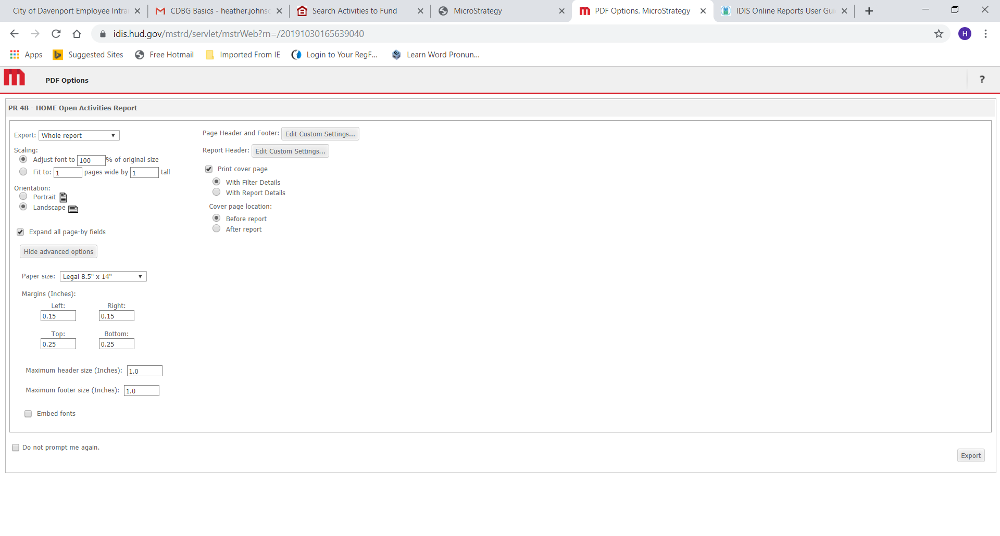 City of Davenport Employee Intra
CDBG Basics - heather.johns
Search Activities to Fund
MicroStrategy
PDF Options. MicroStrategy
IDIS Online Reports User Gui
idis.hud.gov/mstrd/servlet/mstrWeb?rn=/20191030165639040
H
Apps
Suggested Sites
Free Hotmail
Imported From IE
Login to Your RegF...
Learn Word Pronun...
PDF Options
?
PR 48 - HOME Open Activities Report
Export: Whole report
Page Header and Footer: Edit Custom Settings...
Scaling:
Report Header: Edit Custom Settings...
Adjust font to 100 % of original size
Fit to: 1 pages wide by 1 tall
Print cover page
With Filter Details
With Report Details
Orientation:
Portrait
Landscape
Cover page location:
Before report
After report
Expand all page-by fields
Hide advanced options
Paper size: Legal 8.5" x 14"
Margins (Inches):
Left: Right:
0.15 0.15
Top: Bottom:
0.25 0.25
Maximum header size (Inches): 1.0
Maximum footer size (Inches): 1.0
Embed fonts
Do not prompt me again.
Export